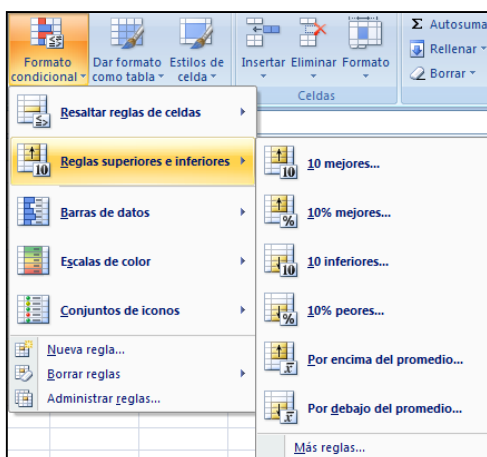 Formato condicional
Dar formato como tabla
Estilos de celda
Insertar Eliminar Formato
Celdas
Σ Autosuma
Rellenar
Borrar
Resaltar reglas de celdas
Reglas superiores e inferiores
Barras de datos
Escalas de color
Conjuntos de iconos
Nueva regla...
Borrar reglas
Administrar reglas...
10 mejores...
10% mejores...
10 inferiores...
10% peores...
Por encima del promedio...
Por debajo del promedio...
Más reglas...